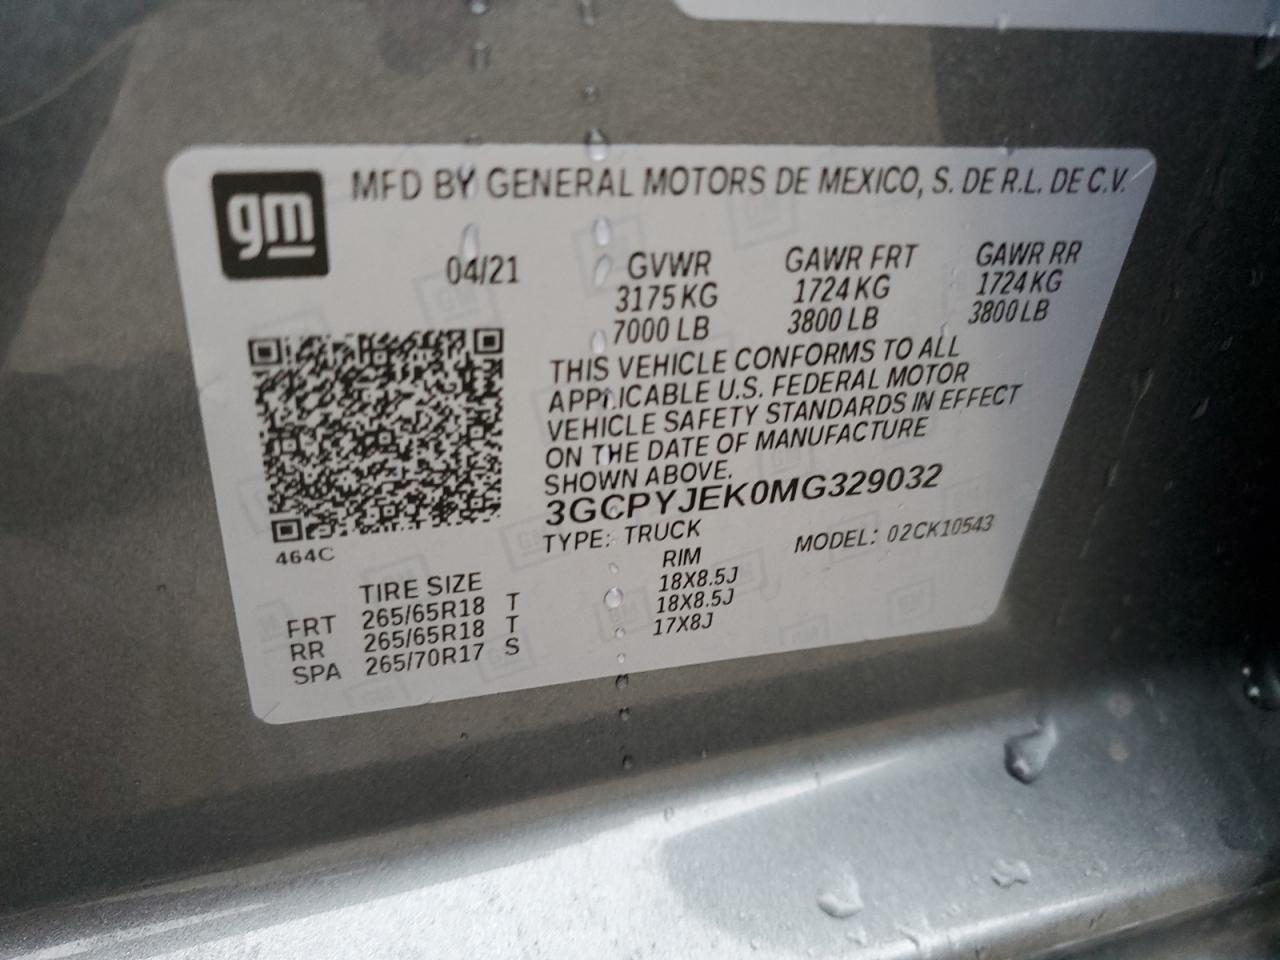 gm MFD BY GENERAL MOTORS DE MEXICO, S. DE R.L. DE C.V.
04/21 GVWR GAWR FRT GAWR RR
3175 KG 1724 KG 1724 KG
7000 LB 3800 LB 3800 LB
THIS VEHICLE CONFORMS TO ALL
APPLICABLE U.S. FEDERAL MOTOR
VEHICLE SAFETY STANDARDS IN EFFECT
ON THE DATE OF MANUFACTURE
SHOWN ABOVE.
3GCPYJEK0MG329032
464C TYPE: TRUCK MODEL: 02CK10543
TIRE SIZE RIM
FRT 265/65R18 T 18X8.5J
RR 265/65R18 T 18X8.5J
SPA 265/70R17 S 17X8J